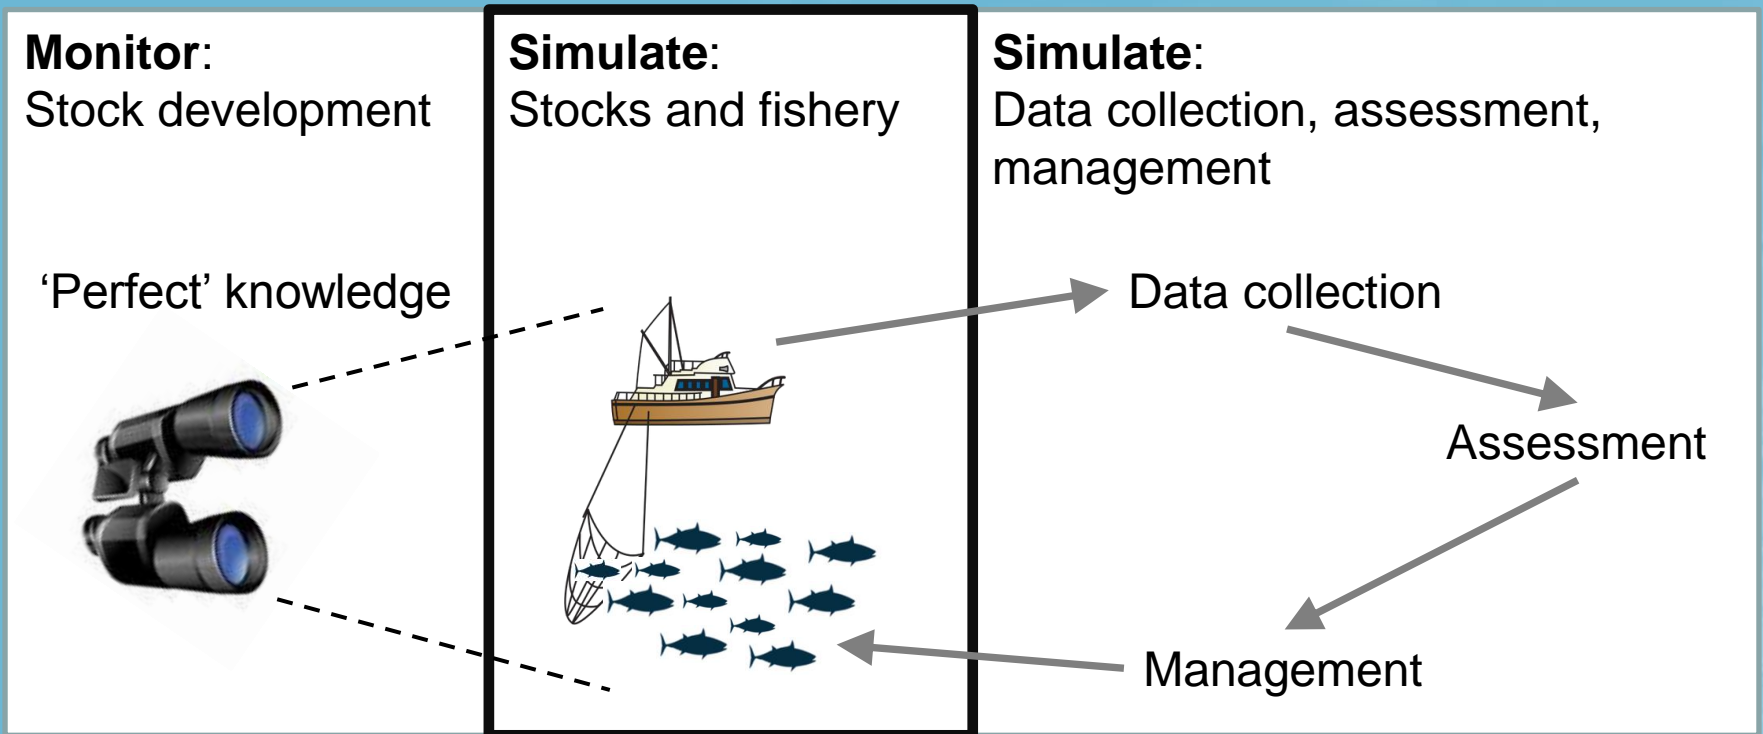 Monitor:
Stock development
‘Perfect’ knowledge
Simulate:
Stocks and fishery
Simulate:
Data collection, assessment,
management
Data collection
Assessment
Management